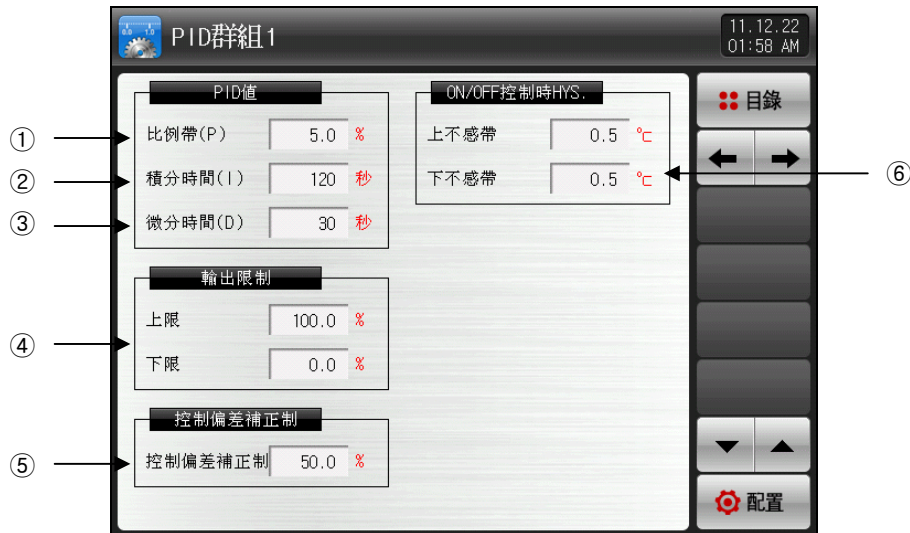 0.0 1.0
PID群組1
11.12.22
01:58 AM
PID值
① 比例帶(P) 5.0 %
② 積分時間(I) 120 秒
③ 微分時間(D) 30 秒
輸出限制
④
上限 100.0 %
下限 0.0 %
控制偏差補正制
⑤ 控制偏差補正制 50.0 %
ON/OFF控制時HYS.
上不感帶 0.5 ℃
下不感帶 0.5 ℃
⑥
目錄
配置